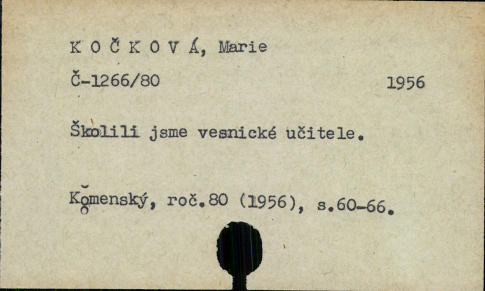 K O Č K O V Á, Marie
Č-1266/80 1956
Školili jsme vesnické učitele.
Komenský, roč.80 (1956), s.60-66.